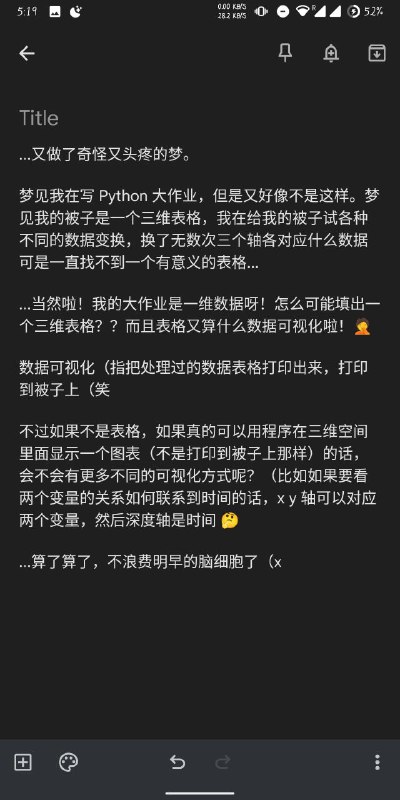 5:19
0.00 KB/S
28.2 KB/S
R
52%
Title
...又做了奇怪又头疼的梦。
梦见我在写 Python 大作业，但是又好像不是这样。梦
见我的被子是一个三维表格，我在给我的被子试各种
不同的数据变换，换了无数次三个轴各对应什么数据
可是一直找不到一个有意义的表格...
...当然啦！我的大作业是一维数据呀！怎么可能填出一
个三维表格？？而且表格又算什么数据可视化啦！🤦
数据可视化（指把处理过的数据表格打印出来，打印
到被子上（笑
不过如果不是表格，如果真的可以用程序在三维空间
里面显示一个图表（不是打印到被子上那样）的话，
会不会有更多不同的可视化方式呢？（比如如果要看
两个变量的关系如何联系到时间的话，x y 轴可以对应
两个变量，然后深度轴是时间 🤔
...算了算了，不浪费明早的脑细胞了（x